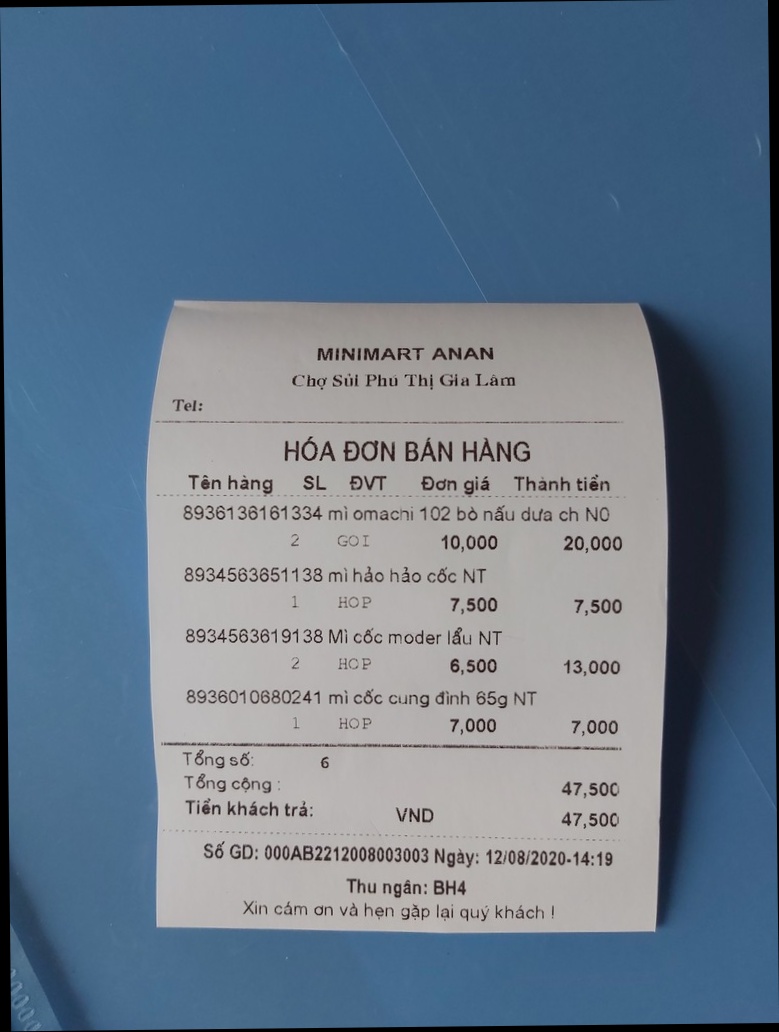 MINIMART ANAN
Chợ Sủi Phú Thị Gia Lâm
Tel:
HÓA ĐƠN BÁN HÀNG
Tên hàng SL ĐVT Đơn giá Thành tiền
8936136161334 mì omachi 102 bò nấu dưa ch N0
2 GOI 10,000 20,000
8934563651138 mì hảo hảo cốc NT
1 HOP 7,500 7,500
8934563619138 Mì cốc moder lẩu NT
2 HOP 6,500 13,000
8936010680241 mì cốc cung đình 65g NT
1 HOP 7,000 7,000
Tổng số: 6
Tổng cộng : 47,500
Tiền khách trả: VND 47,500
Số GD: 000AB2212008003003 Ngày: 12/08/2020-14:19
Thu ngân: BH4
Xin cám ơn và hẹn gặp lại quý khách !